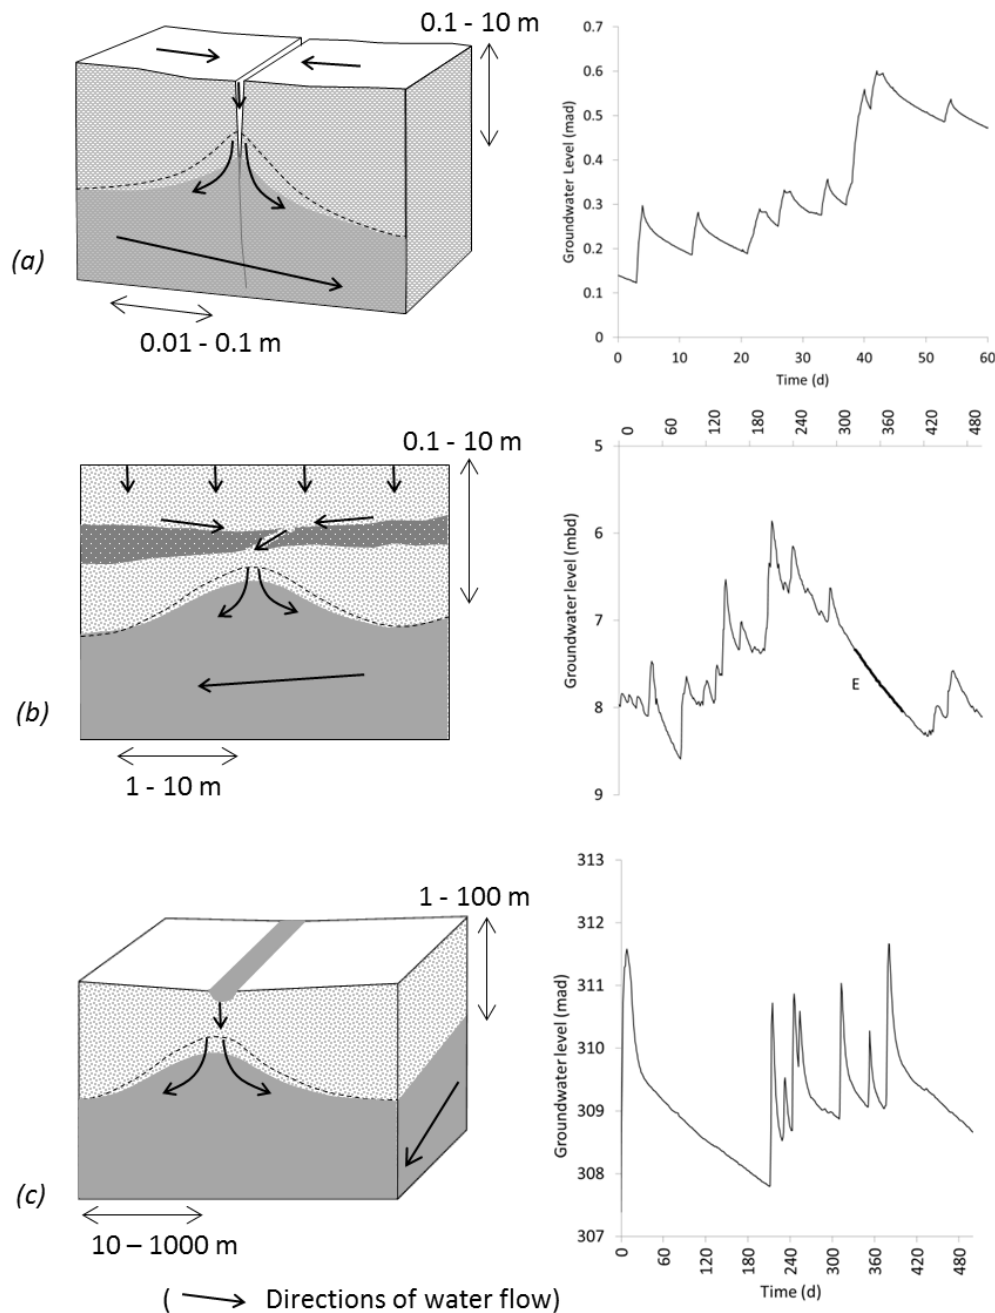 0.1 - 10 m
(a)
0.01 - 0.1 m
Groundwater Level (mad)
0.7
0.6
0.5
0.4
0.3
0.2
0.1
0
0 10 20 30 40 50 60
Time (d)
0.1 - 10 m
(b)
1 - 10 m
0 60 120 180 240 300 360 420 480
Groundwater level (mbd)
5
6
7
8
9
E
1 - 100 m
(c)
10 – 1000 m
Groundwater level (mad)
313
312
311
310
309
308
307
0 60 120 180 240 300 360 420 480
Time (d)
( Directions of water flow)